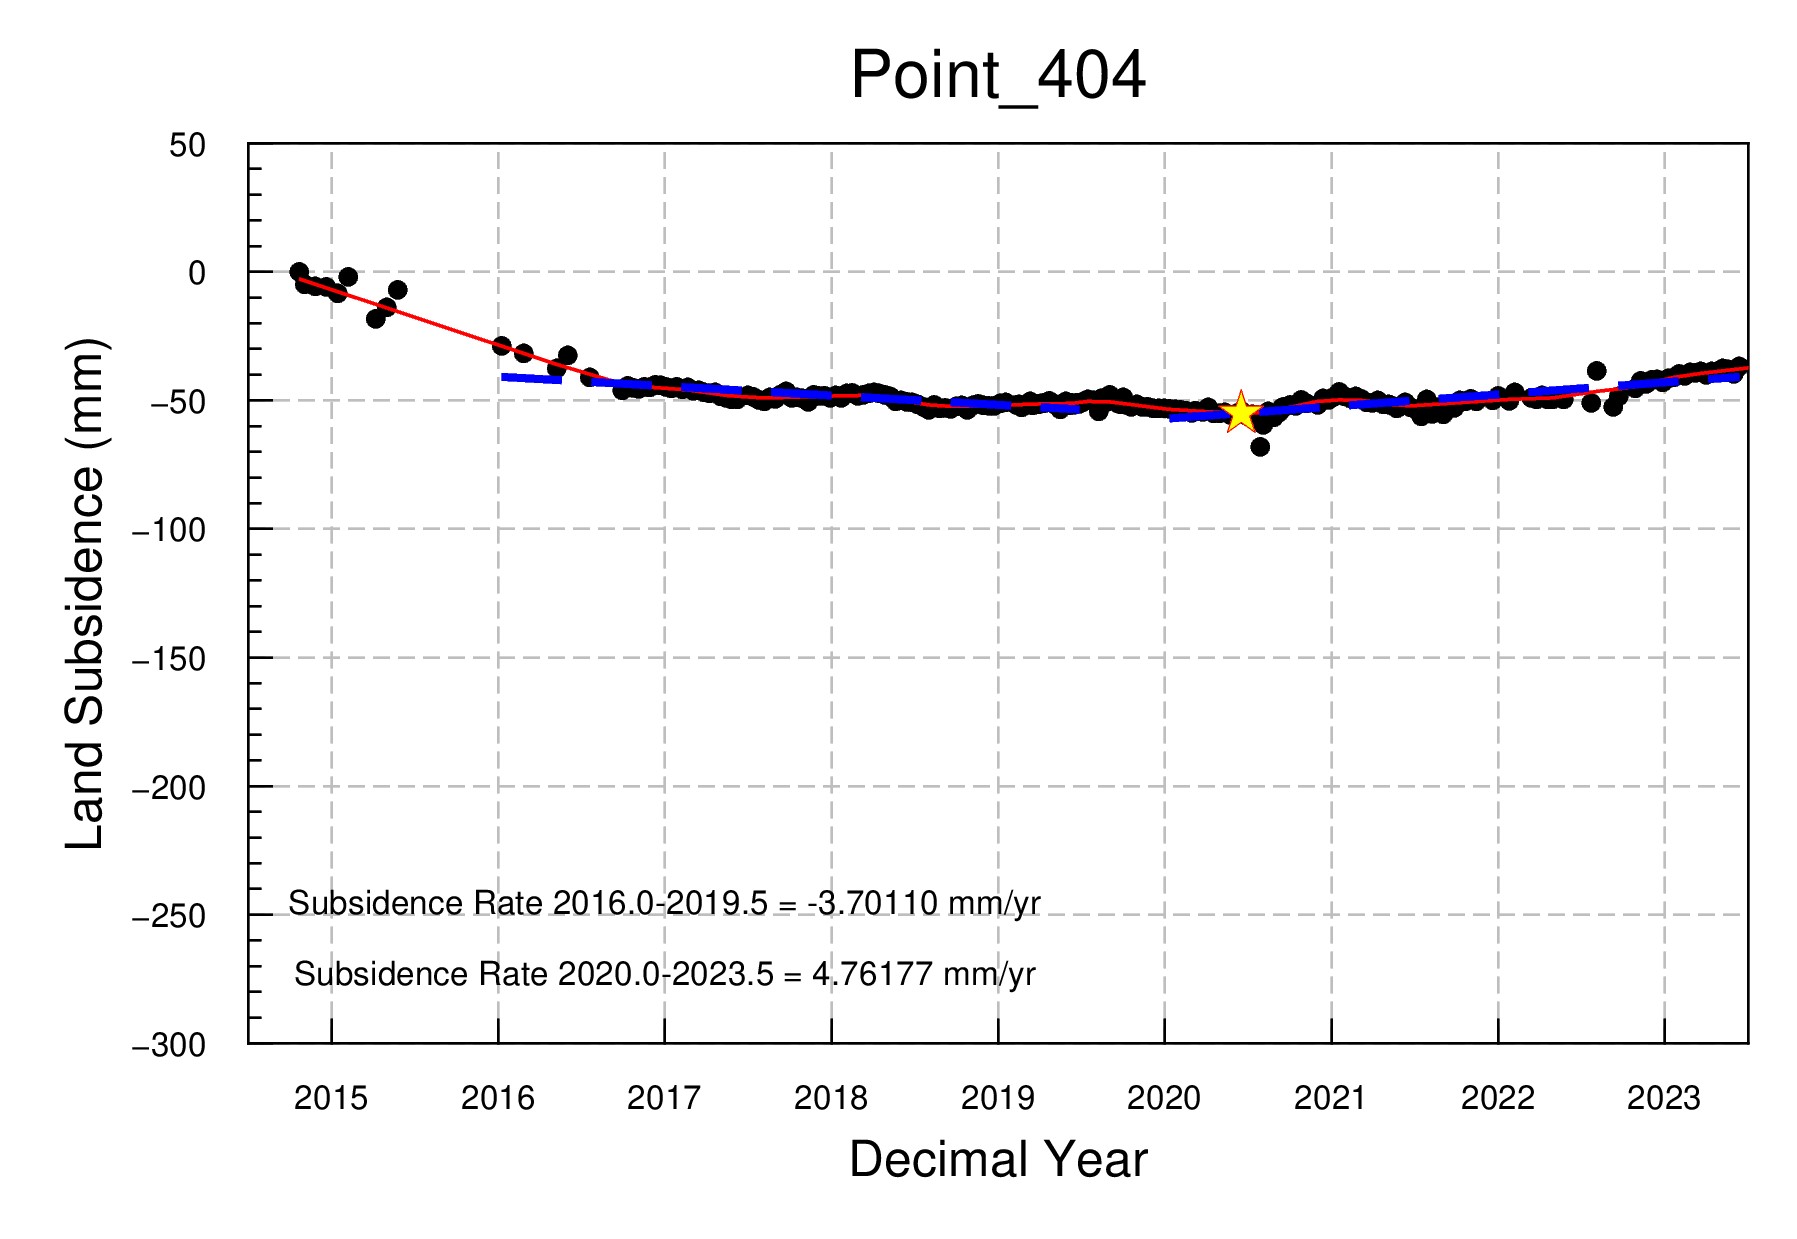 Point_404
50
0
−50
−100
−150
−200
−250
−300
Land Subsidence (mm)
Subsidence Rate 2016.0-2019.5 = -3.70110 mm/yr
Subsidence Rate 2020.0-2023.5 = 4.76177 mm/yr
2015 2016 2017 2018 2019 2020 2021 2022 2023
Decimal Year